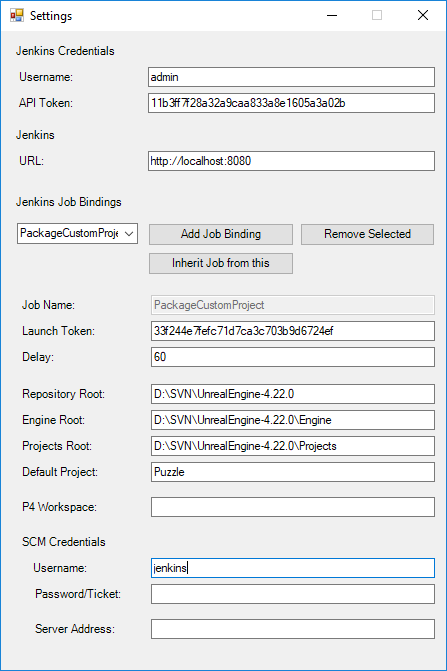 Settings
Jenkins Credentials
Username: admin
API Token: 11b3ff7f28a32a9caa833a8e1605a3a02b
Jenkins
URL: http://localhost:8080
Jenkins Job Bindings
PackageCustomProje Add Job Binding Remove Selected
Inherit Job from this
Job Name: PackageCustomProject
Launch Token: 33f244e7fefc71d7ca3c703b9d6724ef
Delay: 60
Repository Root: D:\SVN\UnrealEngine-4.22.0
Engine Root: D:\SVN\UnrealEngine-4.22.0\Engine
Projects Root: D:\SVN\UnrealEngine-4.22.0\Projects
Default Project: Puzzle
P4 Workspace:
SCM Credentials
Username: jenkins
Password/Ticket:
Server Address: